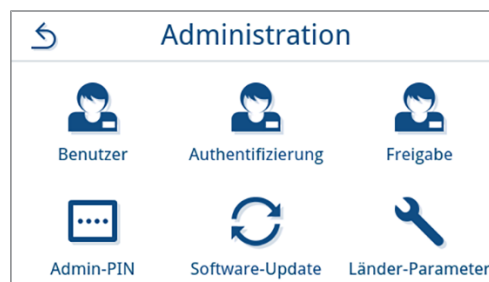 Administration
Benutzer Authentifizierung Freigabe
Admin-PIN Software-Update Länder-Parameter